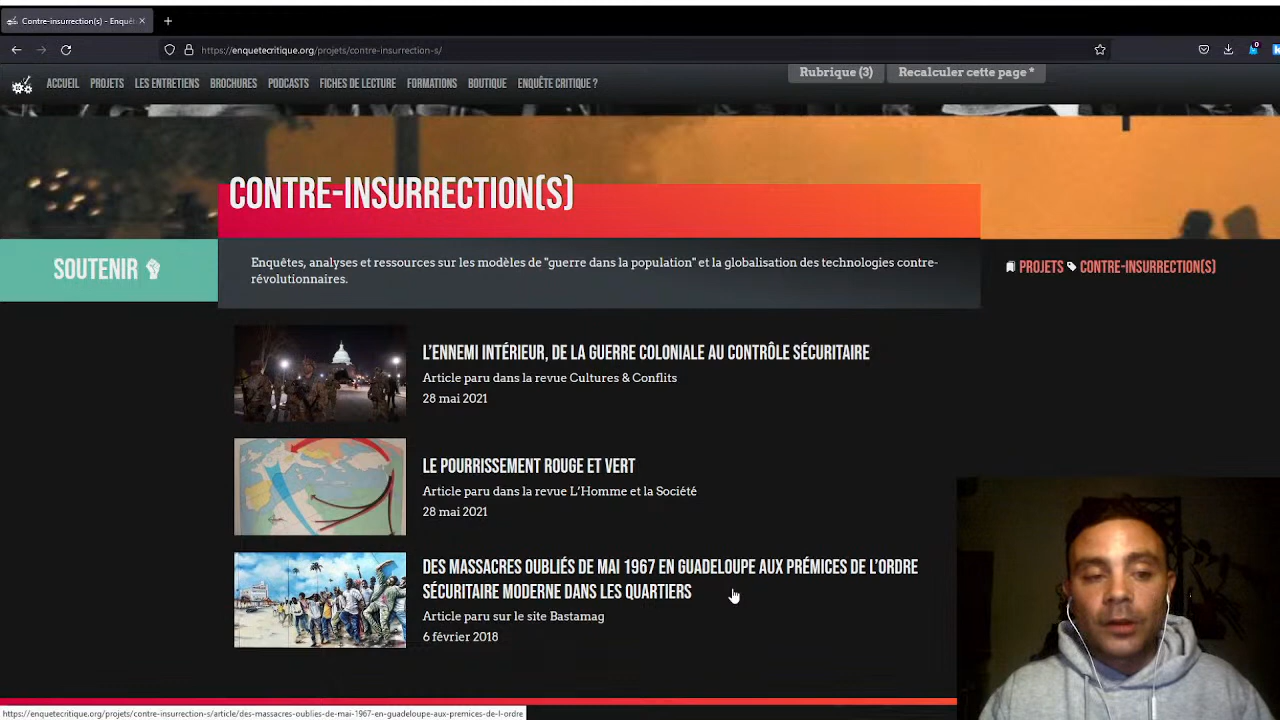 Contre-insurrection(s) - Enquêt
https://enquetecritique.org/projets/contre-insurrection-s/
ACCUEIL PROJETS LES ENTRETIENS BROCHURES PODCASTS FICHES DE LECTURE FORMATIONS BOUTIQUE ENQUÊTE CRITIQUE ?
Rubrique (3) Recalculer cette page *
CONTRE-INSURRECTION(S)
SOUTENIR
Enquêtes, analyses et ressources sur les modèles de "guerre dans la population" et la globalisation des technologies contre-
révolutionnaires.
PROJETS CONTRE-INSURRECTION(S)
L’ENNEMI INTÉRIEUR, DE LA GUERRE COLONIALE AU CONTRÔLE SÉCURITAIRE
Article paru dans la revue Cultures & Conflits
28 mai 2021
LE POURRISSEMENT ROUGE ET VERT
Article paru dans la revue L’Homme et la Société
28 mai 2021
DES MASSACRES OUBLIÉS DE MAI 1967 EN GUADELOUPE AUX PRÉMICES DE L’ORDRE
SÉCURITAIRE MODERNE DANS LES QUARTIERS
Article paru sur le site Bastamag
6 février 2018
https://enquetecritique.org/projets/contre-insurrection-s/article/des-massacres-oublies-de-mai-1967-en-guadeloupe-aux-premices-de-l-ordre